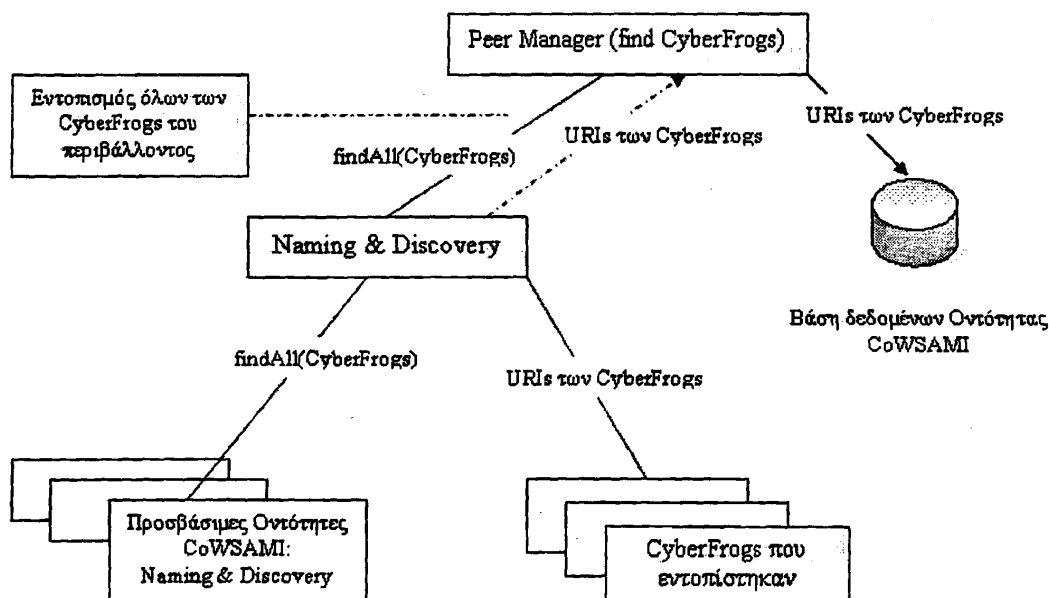 Peer Manager (find CyberFrogs)
Εντοπισμός όλων των
CyberFrogs του
περιβάλλοντος
URIs των CyberFrogs
URIs των CyberFrogs
findAll(CyberFrogs)
Naming & Discovery
Βάση δεδομένων Οντότητας
CoWSAMI
findAll(CyberFrogs)
URIs των CyberFrogs
Προσβάσιμες Οντότητες
CoWSAMI:
Naming & Discovery
CyberFrogs που
εντοπίστηκαν